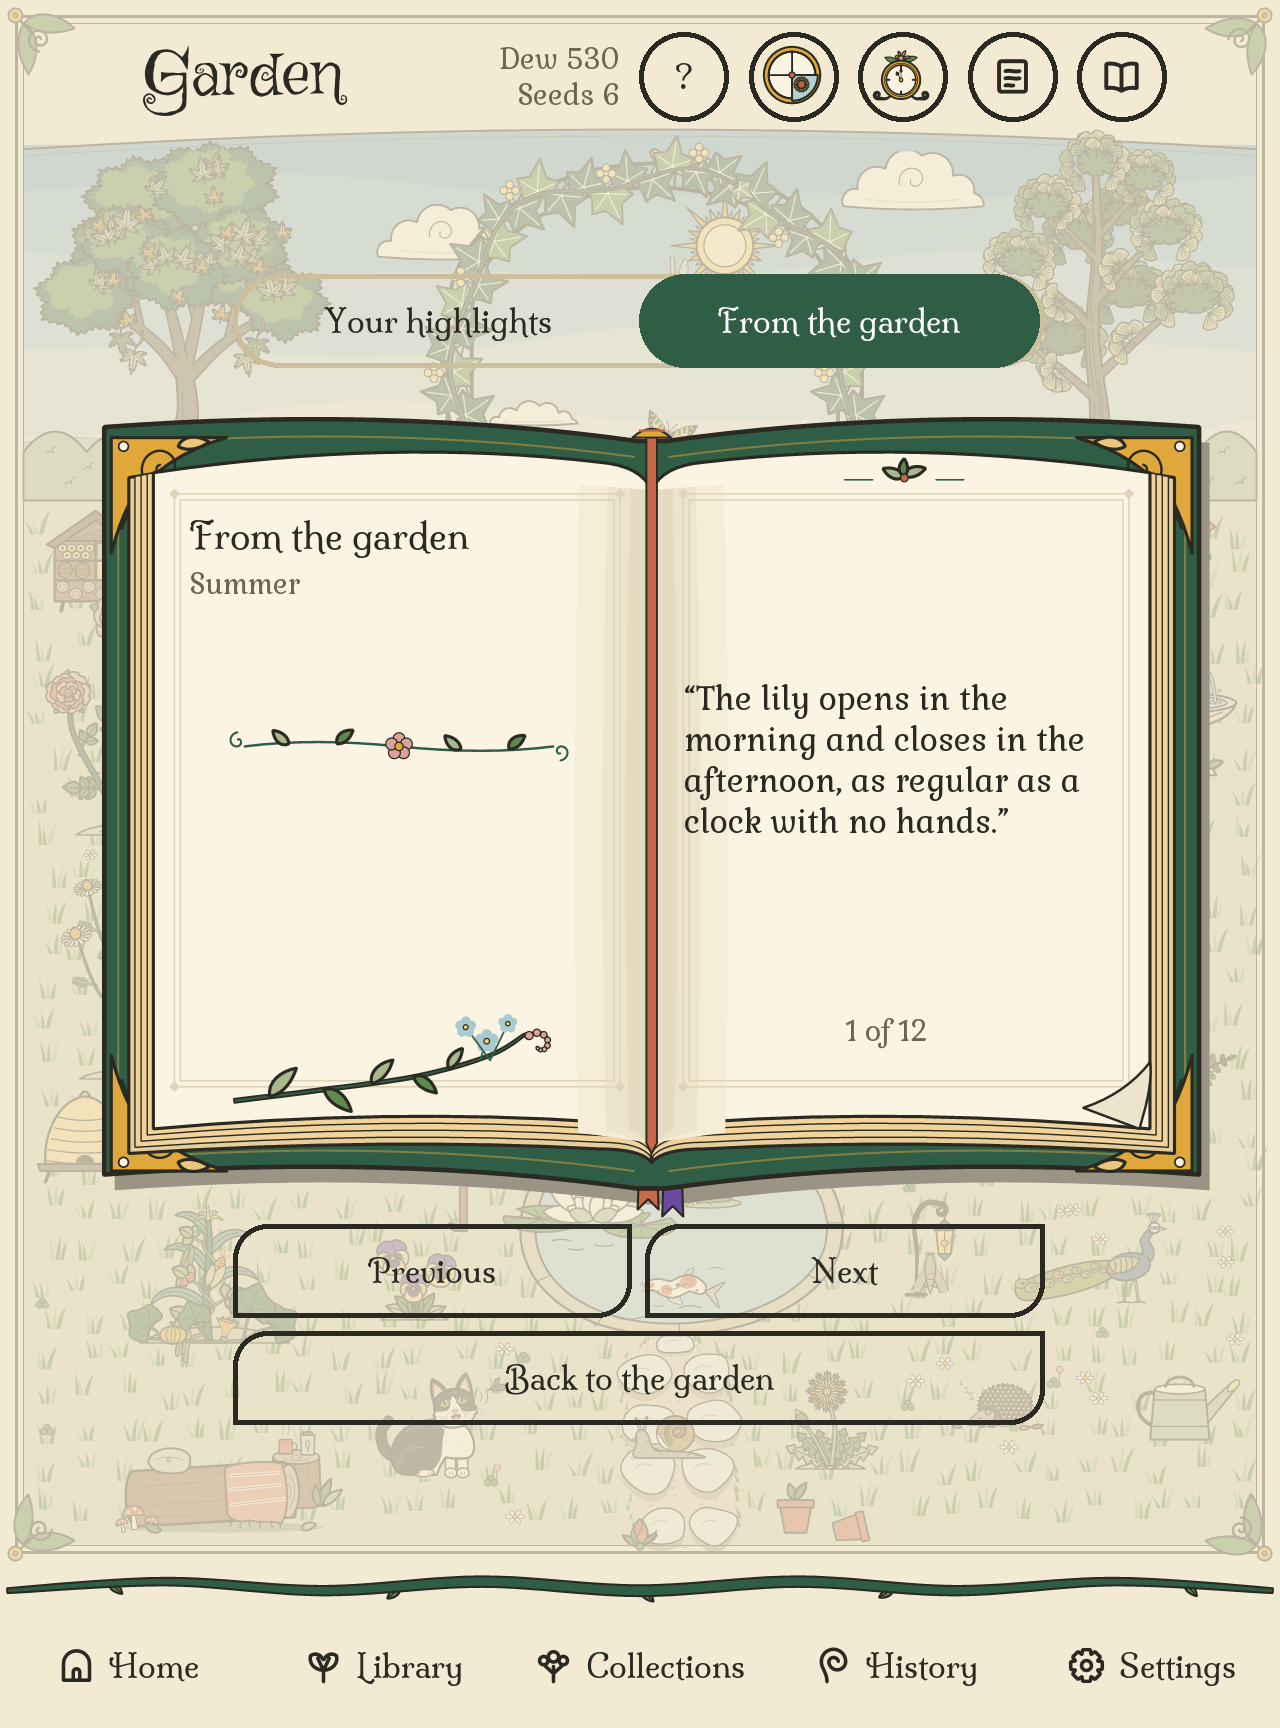 Garden
Dew 530
Seeds 6
?
Your highlights
From the garden
From the garden
Summer
“The lily opens in the
morning and closes in the
afternoon, as regular as a
clock with no hands.”
1 of 12
Previous
Next
Back to the garden
Home
Library
Collections
History
Settings